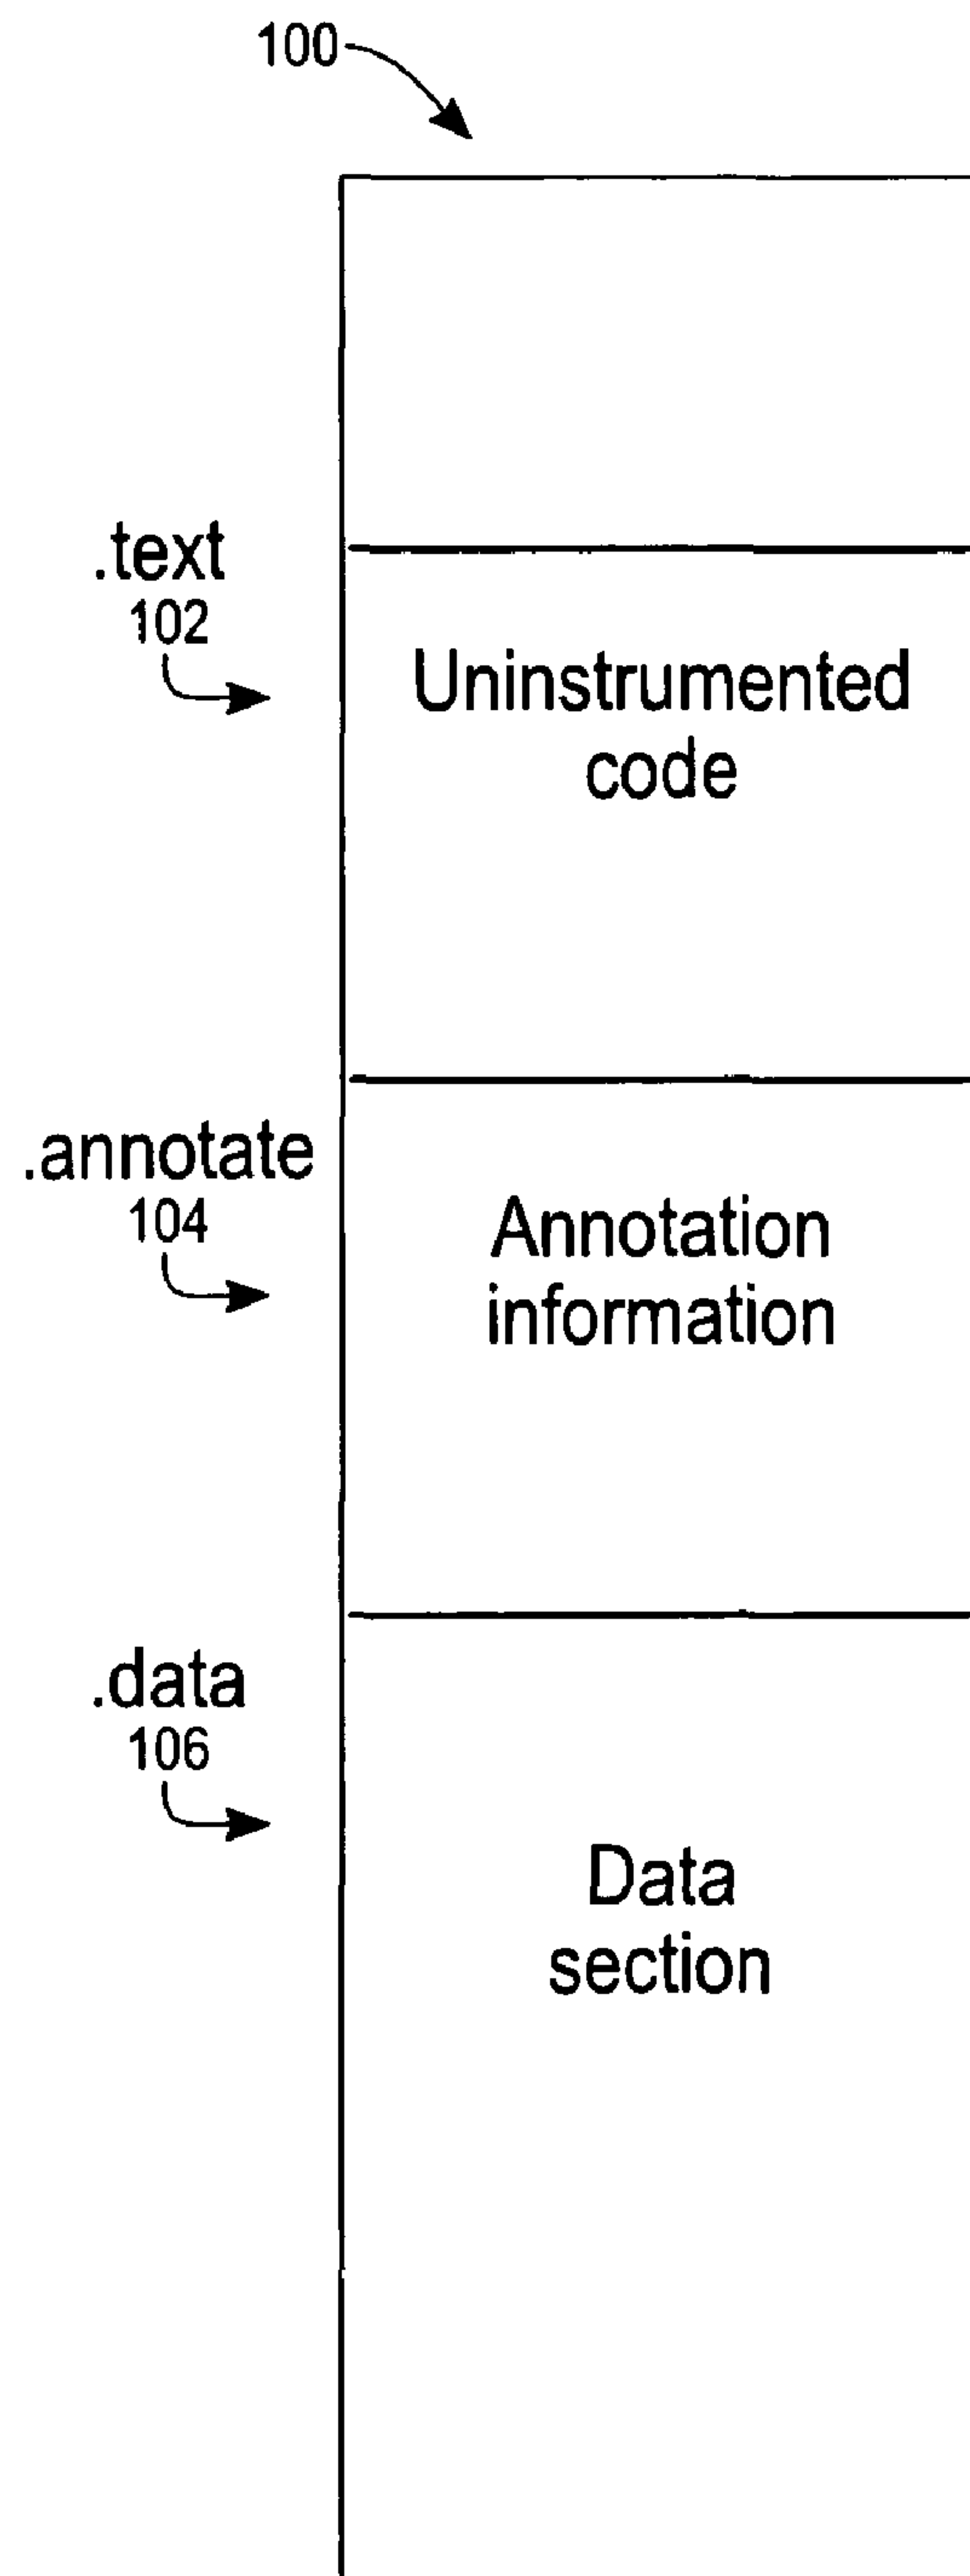 100
.text
102
Uninstrumented
code
.annotate
104
Annotation
information
.data
106
Data
section